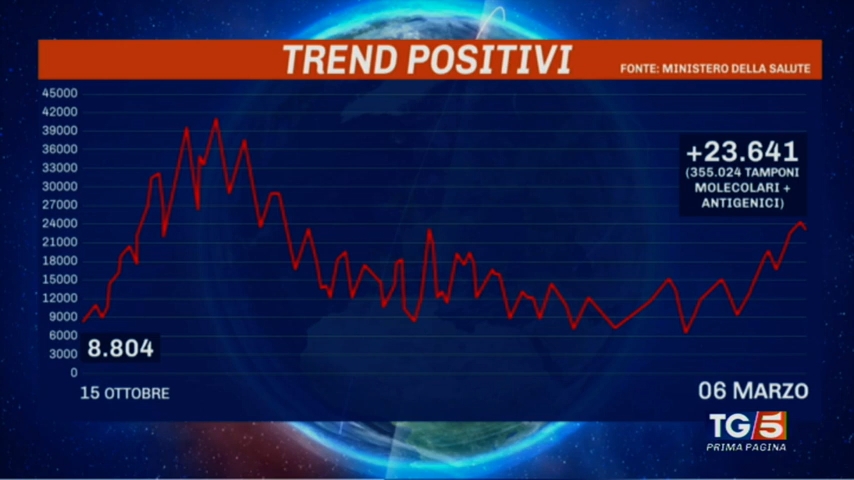 TREND POSITIVI
FONTE: MINISTERO DELLA SALUTE
45000
42000
39000
36000
33000
30000
27000
24000
21000
18000
15000
12000
9000
6000
3000
0
+23.641
(355.024 TAMPONI
MOLECOLARI +
ANTIGENICI)
8.804
15 OTTOBRE
06 MARZO
TG5
PRIMA PAGINA